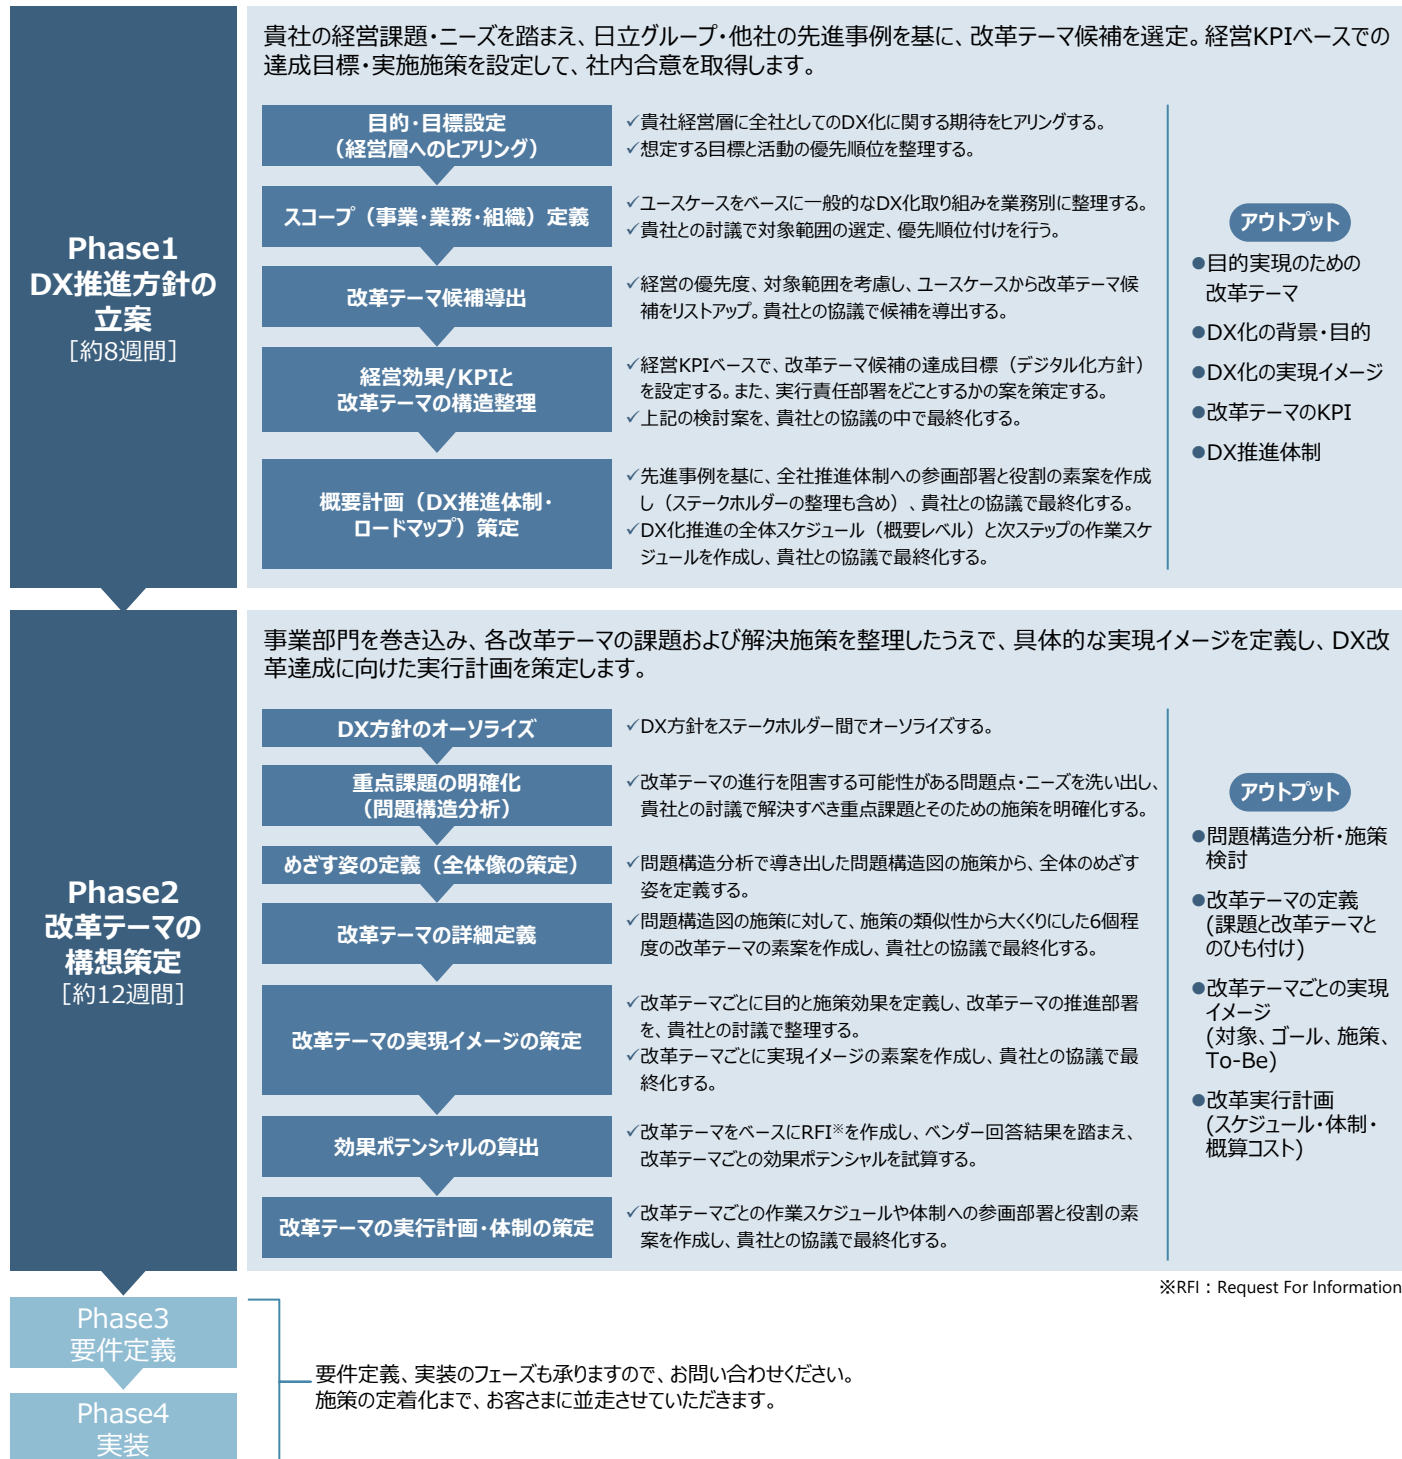 Phase1
DX推進方針の
立案
［約8週間］
貴社の経営課題・ニーズを踏まえ、日立グループ・他社の先進事例を基に、改革テーマ候補を選定。経営KPIベースでの
達成目標・実施施策を設定して、社内合意を取得します。
目的・目標設定
（経営層へのヒアリング）
✓貴社経営層に全社としてのDX化に関する期待をヒアリングする。
✓想定する目標と活動の優先順位を整理する。
スコープ（事業・業務・組織）定義
✓ユースケースをベースに一般的なDX化取り組みを業務別に整理する。
✓貴社との討議で対象範囲の選定、優先順位付けを行う。
改革テーマ候補導出
✓経営の優先度、対象範囲を考慮し、ユースケースから改革テーマ候
補をリストアップ。貴社との協議で候補を導出する。
経営効果/KPIと
改革テーマの構造整理
✓経営KPIベースで、改革テーマ候補の達成目標（デジタル化方針）
を設定する。また、実行責任部署をどことするかの案を策定する。
✓上記の検討案を、貴社との協議の中で最終化する。
概要計画（DX推進体制・
ロードマップ）策定
✓先進事例を基に、全社推進体制への参画部署と役割の素案を作成
し（ステークホルダーの整理も含め）、貴社との協議で最終化する。
✓DX化推進の全体スケジュール（概要レベル）と次ステップの作業スケ
ジュールを作成し、貴社との協議で最終化する。
アウトプット
●目的実現のための
改革テーマ
●DX化の背景・目的
●DX化の実現イメージ
●改革テーマのKPI
●DX推進体制
Phase2
改革テーマの
構想策定
［約12週間］
事業部門を巻き込み、各改革テーマの課題および解決施策を整理したうえで、具体的な実現イメージを定義し、DX改
革達成に向けた実行計画を策定します。
DX方針のオーソライズ
✓DX方針をステークホルダー間でオーソライズする。
重点課題の明確化
（問題構造分析）
✓改革テーマの進行を阻害する可能性がある問題点・ニーズを洗い出し、
貴社との討議で解決すべき重点課題とそのための施策を明確化する。
めざす姿の定義（全体像の策定）
✓問題構造分析で導き出した問題構造図の施策から、全体のめざす
姿を定義する。
改革テーマの詳細定義
✓問題構造図の施策に対して、施策の類似性から大くくりにした6個程
度の改革テーマの素案を作成し、貴社との協議で最終化する。
改革テーマの実現イメージの策定
✓改革テーマごとに目的と施策効果を定義し、改革テーマの推進部署
を、貴社との討議で整理する。
✓改革テーマごとに実現イメージの素案を作成し、貴社との協議で最
終化する。
効果ポテンシャルの算出
✓改革テーマをベースにRFI※を作成し、ベンダー回答結果を踏まえ、
改革テーマごとの効果ポテンシャルを試算する。
改革テーマの実行計画・体制の策定
✓改革テーマごとの作業スケジュールや体制への参画部署と役割の素
案を作成し、貴社との協議で最終化する。
アウトプット
●問題構造分析・施策
検討
●改革テーマの定義
(課題と改革テーマと
のひも付け)
●改革テーマごとの実現
イメージ
(対象、ゴール、施策、
To-Be)
●改革実行計画
(スケジュール・体制・
概算コスト)
※RFI：Request For Information
Phase3
要件定義
Phase4
実装
要件定義、実装のフェーズも承りますので、お問い合わせください。
施策の定着化まで、お客さまに並走させていただきます。